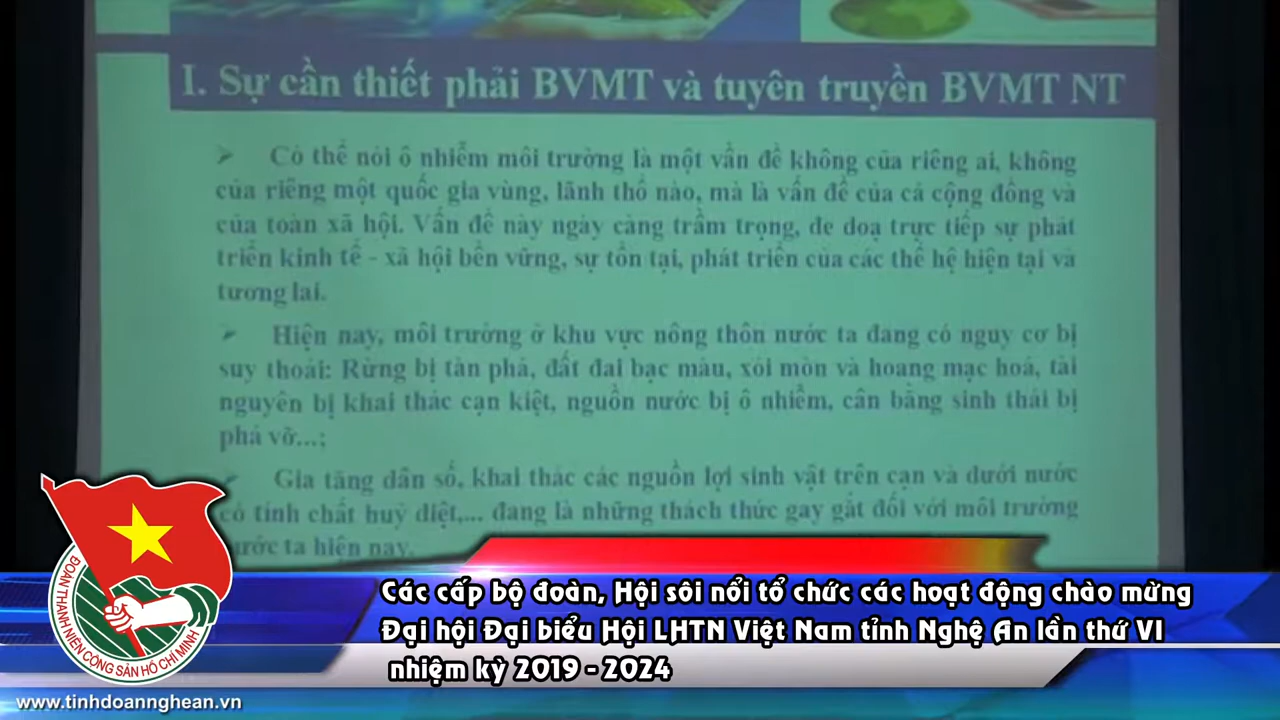 I. Sự cần thiết phải BVMT và tuyên truyền BVMT NT
Có thể nói ô nhiễm môi trường là một vấn đề không của riêng ai, không
của riêng một quốc gia vùng, lãnh thổ nào, mà là vấn đề của cả cộng đồng và
của toàn xã hội. Vấn đề này ngày càng trầm trọng, đe doạ trực tiếp sự phát
triển kinh tế - xã hội bền vững, sự tồn tại, phát triển của các thế hệ hiện tại và
tương lai.
Hiện nay, môi trường ở khu vực nông thôn nước ta đang có nguy cơ bị
suy thoái: Rừng bị tàn phá, đất đai bạc màu, xói mòn và hoang mạc hoá, tài
nguyên bị khai thác cạn kiệt, nguồn nước bị ô nhiễm, cân bằng sinh thái bị
phá vỡ...;
Gia tăng dân số, khai thác các nguồn lợi sinh vật trên cạn và dưới nước
có tính chất huỷ diệt,... đang là những thách thức gay gắt đối với môi trường
nước ta hiện nay.
ĐOÀN THANH NIÊN CỘNG SẢN HỒ CHÍ MINH
Các cấp bộ đoàn, Hội sôi nổi tổ chức các hoạt động chào mừng
Đại hội Đại biểu Hội LHTN Việt Nam tỉnh Nghệ An lần thứ VI
nhiệm kỳ 2019 - 2024
www.tinhdoannghean.vn